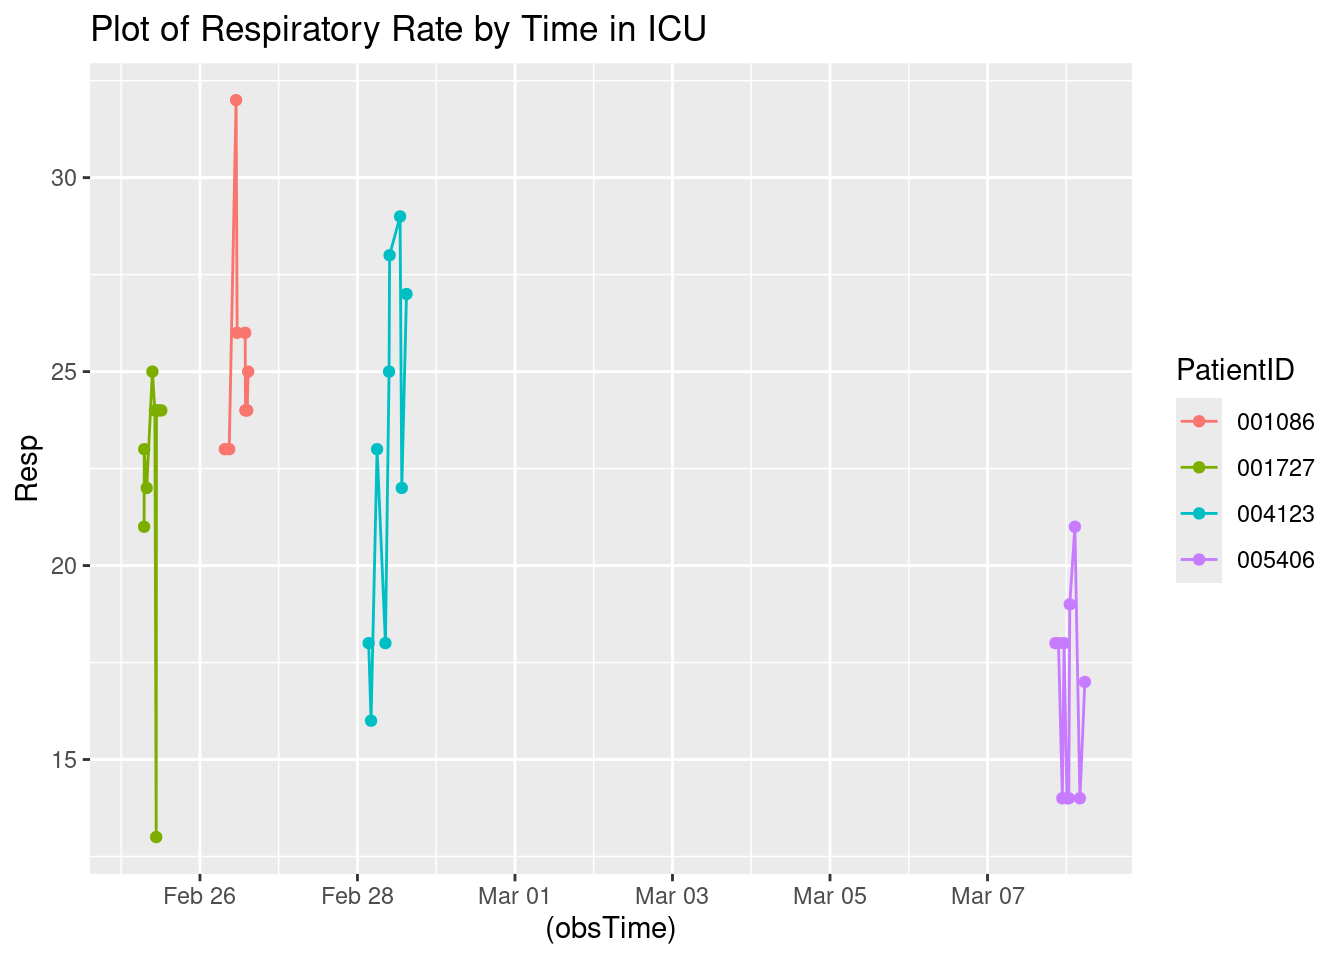 Plot of Respiratory Rate by Time in ICU
30
25
20
15
Resp
Feb 26 Feb 28 Mar 01 Mar 03 Mar 05 Mar 07
(obsTime)
PatientID
001086
001727
004123
005406